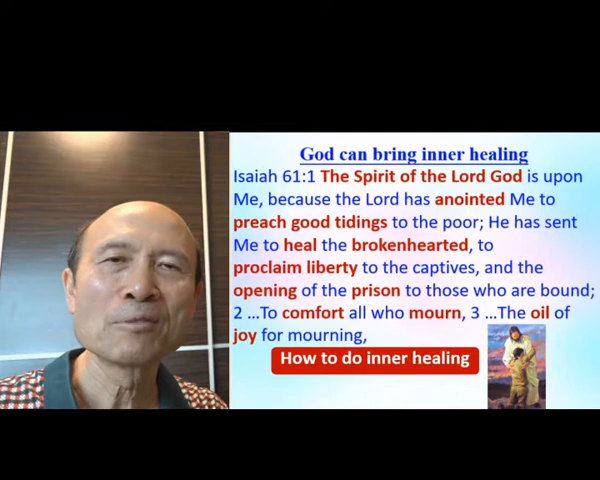 God can bring inner healing
Isaiah 61:1 The Spirit of the Lord God is upon
Me, because the Lord has anointed Me to
preach good tidings to the poor; He has sent
Me to heal the brokenhearted, to
proclaim liberty to the captives, and the
opening of the prison to those who are bound;
2 ...To comfort all who mourn, 3 ...The oil of
joy for mourning,
How to do inner healing